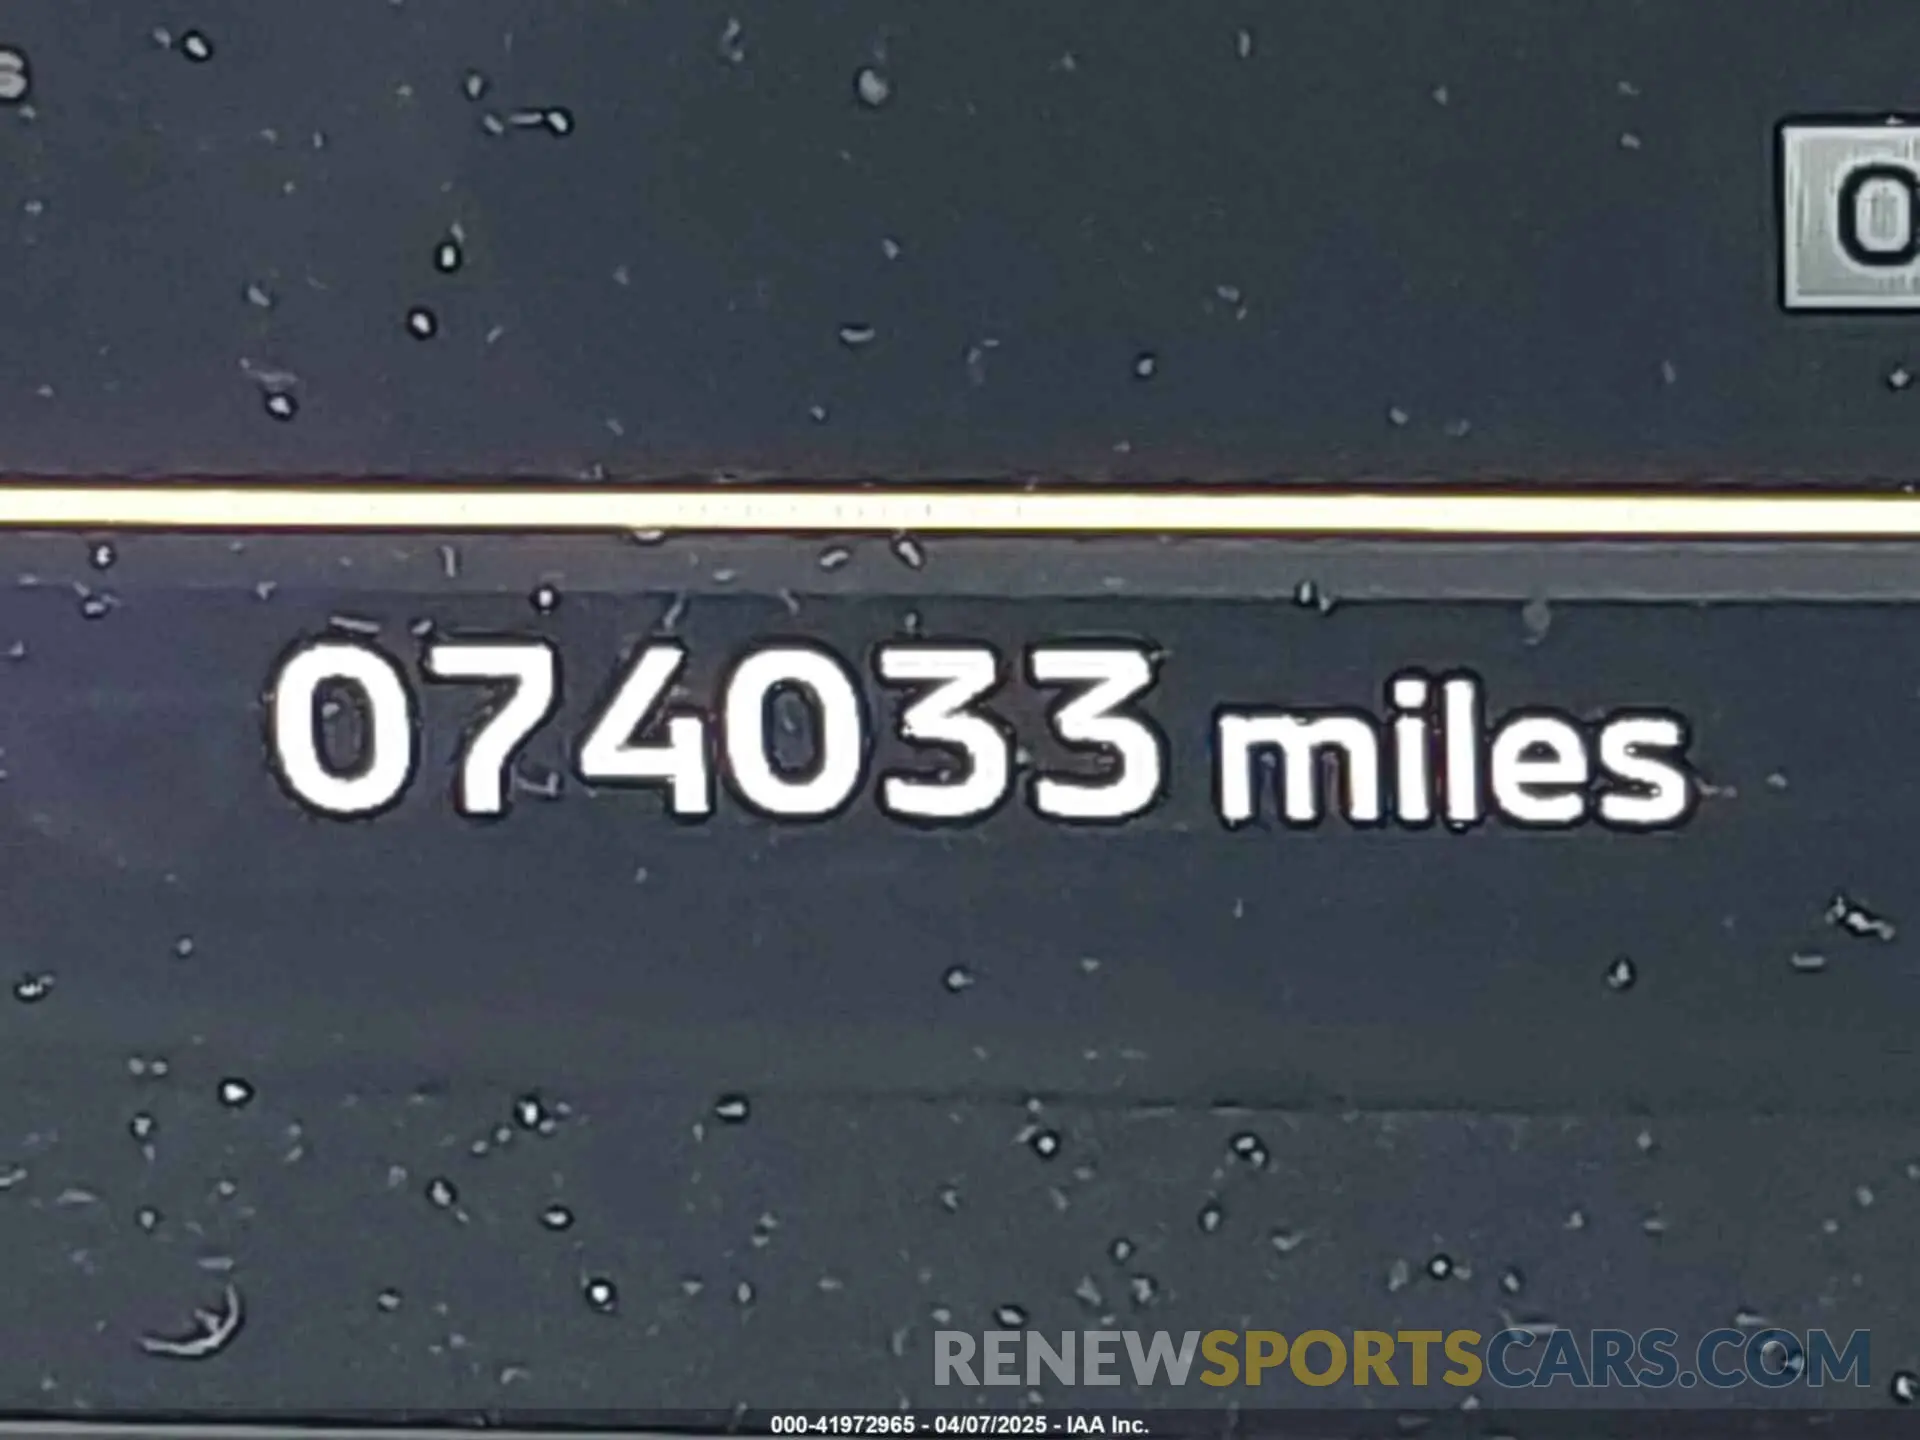 074033 miles
RENEWSPORTSCARS.COM
000-41972965 - 04/07/2025 - IAA Inc.